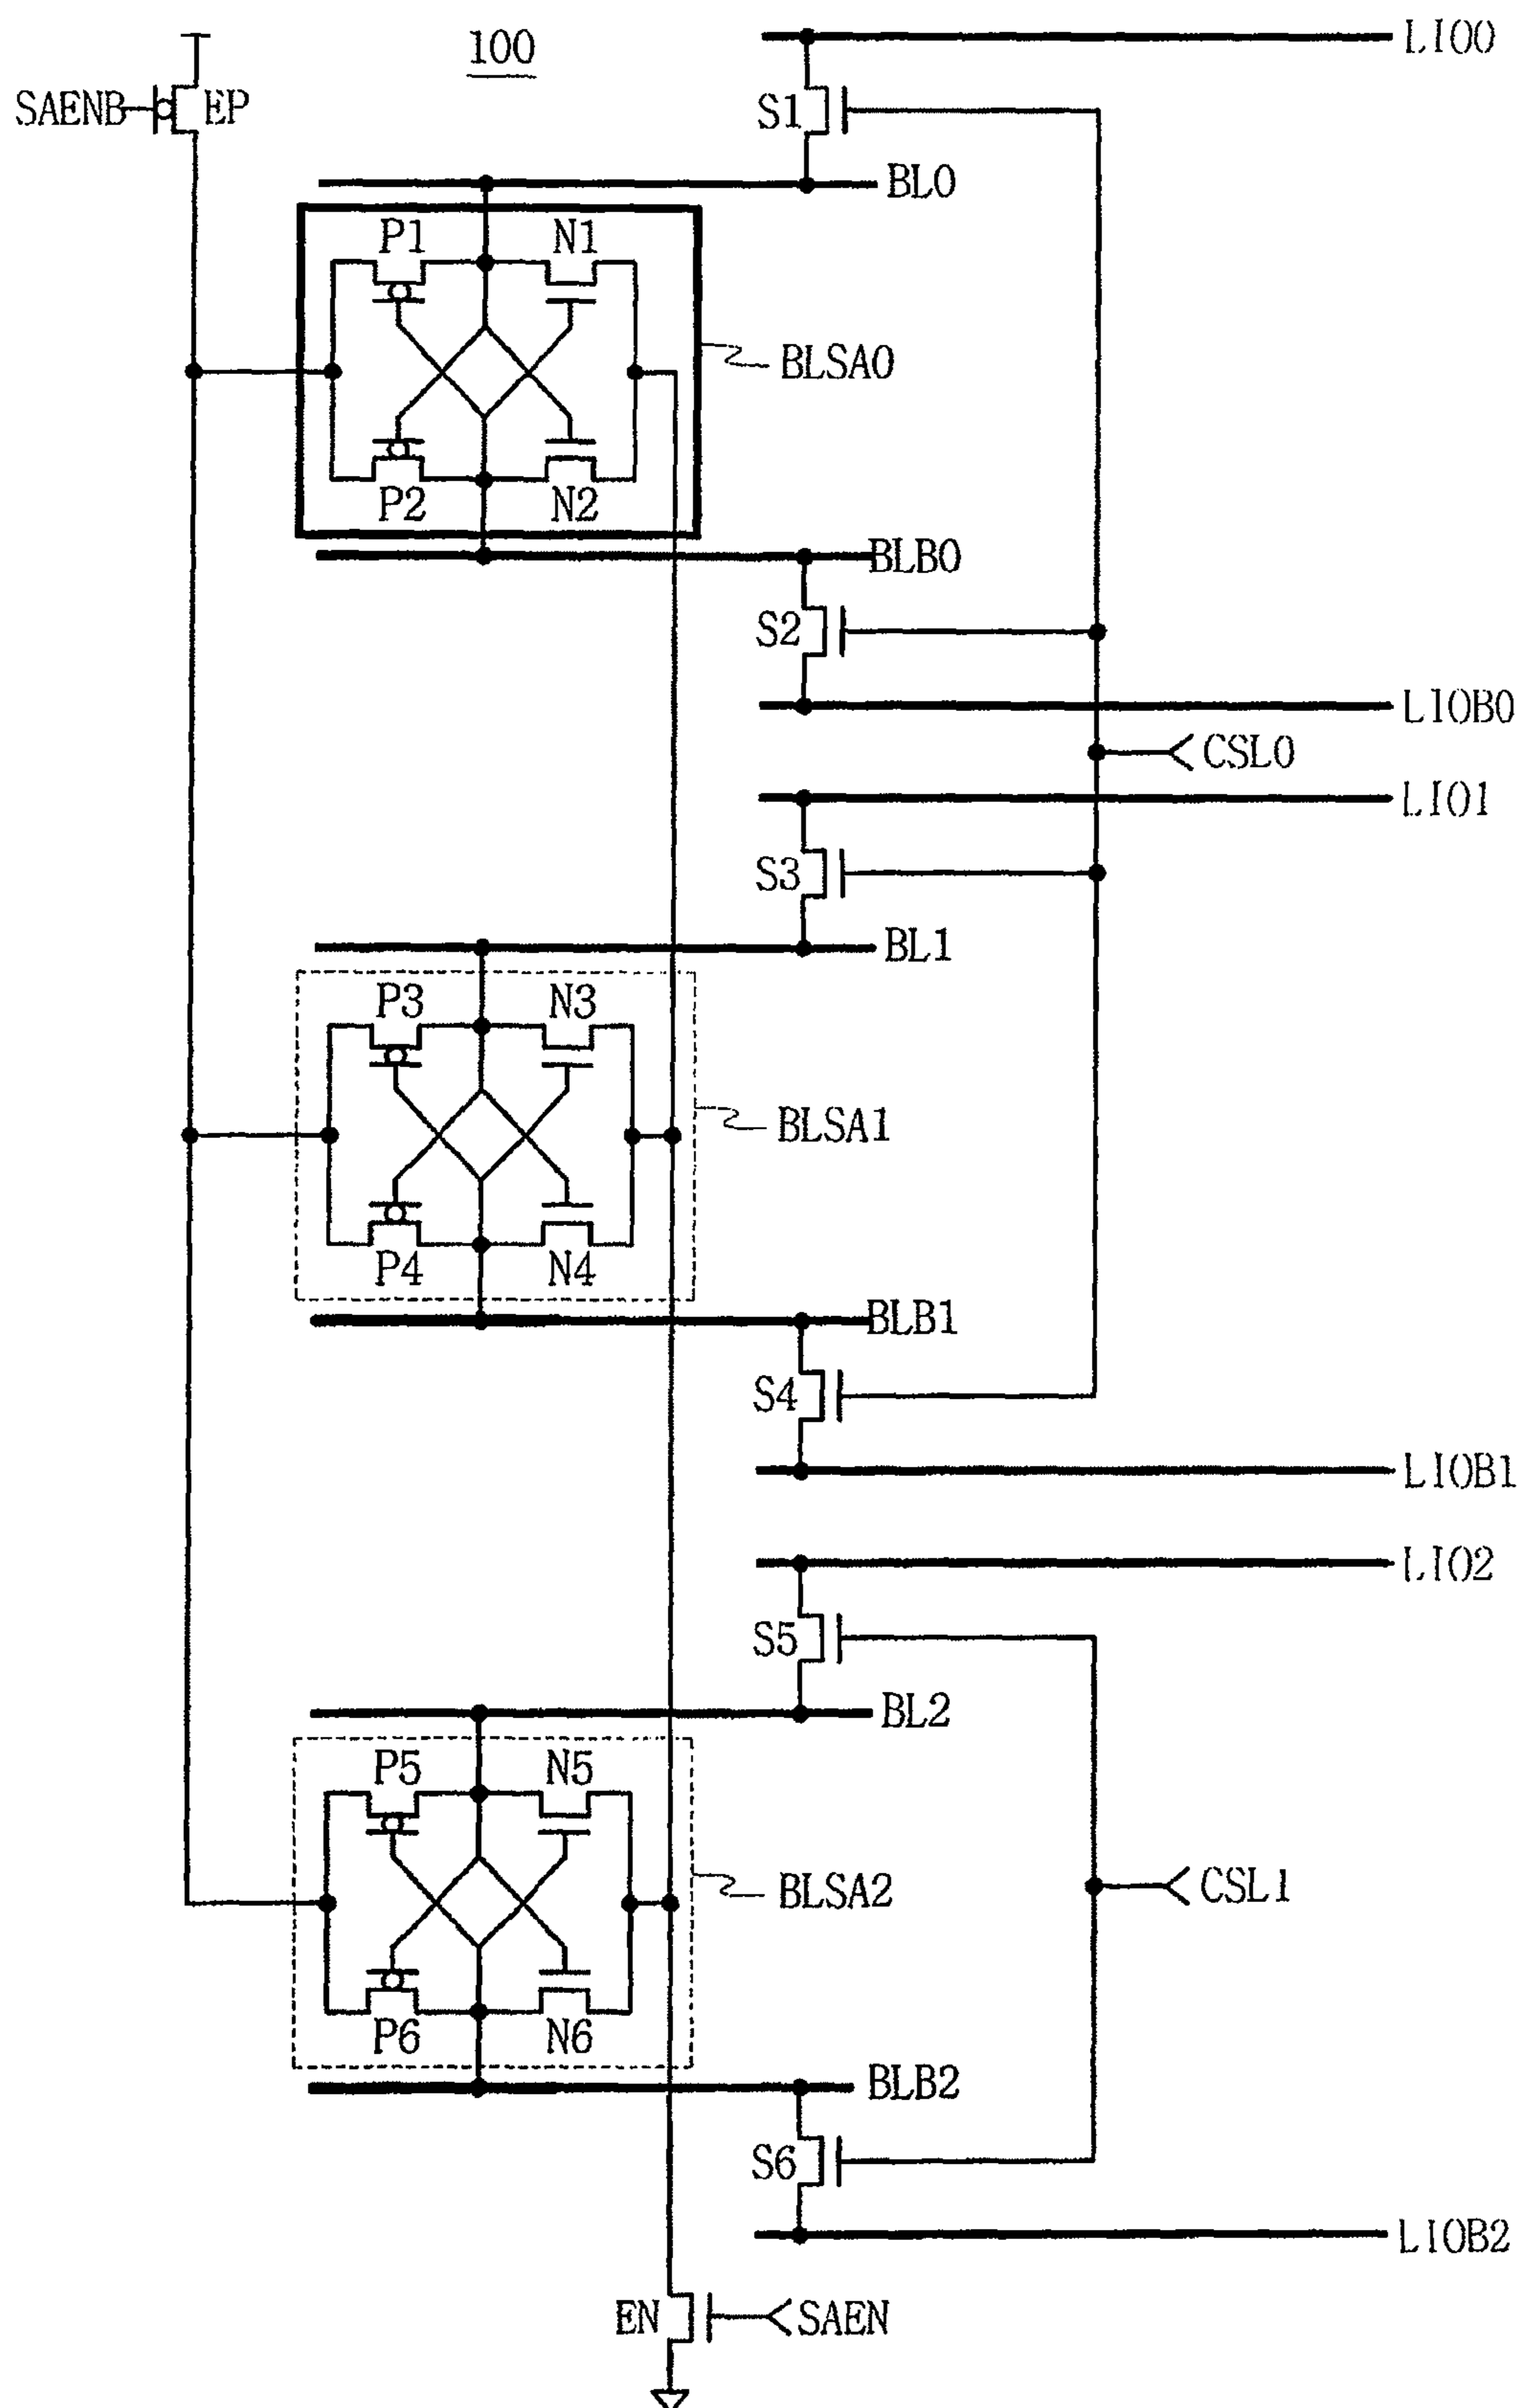 100
LIO0
SAENB
EP
S1
BL0
P1
N1
BLSA0
P2
N2
BLB0
S2
LIOB0
CSL0
LIO1
S3
BL1
P3
N3
BLSA1
P4
N4
BLB1
S4
LIOB1
LIO2
S5
BL2
P5
N5
BLSA2
CSL1
P6
N6
BLB2
S6
LIOB2
EN
SAEN